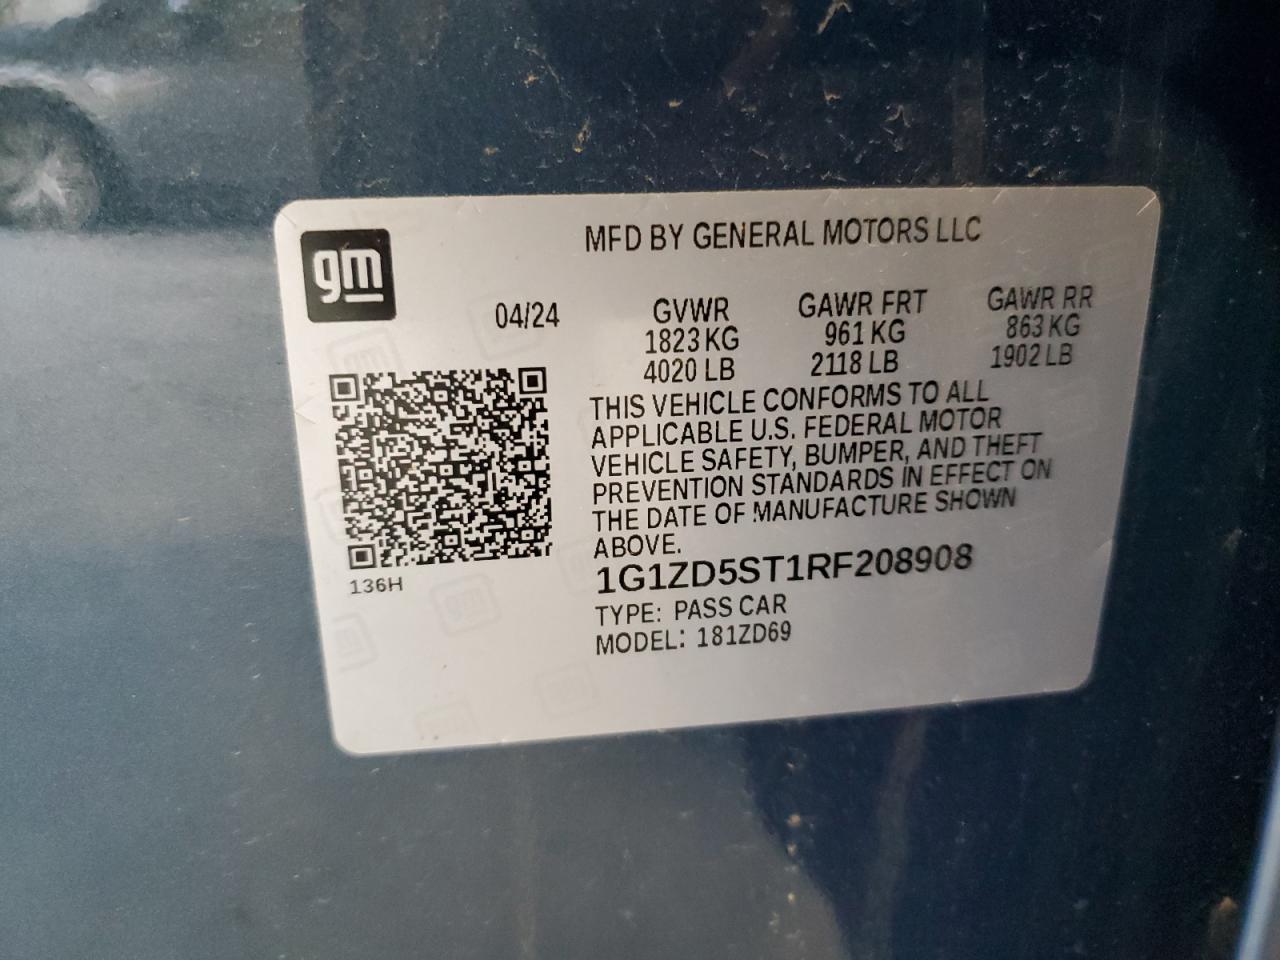 gm
MFD BY GENERAL MOTORS LLC
04/24 GVWR GAWR FRT GAWR RR
1823 KG 961 KG 863 KG
4020 LB 2118 LB 1902 LB
THIS VEHICLE CONFORMS TO ALL
APPLICABLE U.S. FEDERAL MOTOR
VEHICLE SAFETY, BUMPER, AND THEFT
PREVENTION STANDARDS IN EFFECT ON
THE DATE OF MANUFACTURE SHOWN
ABOVE.
1G1ZD5ST1RF208908
136H
TYPE: PASS CAR
MODEL: 181ZD69